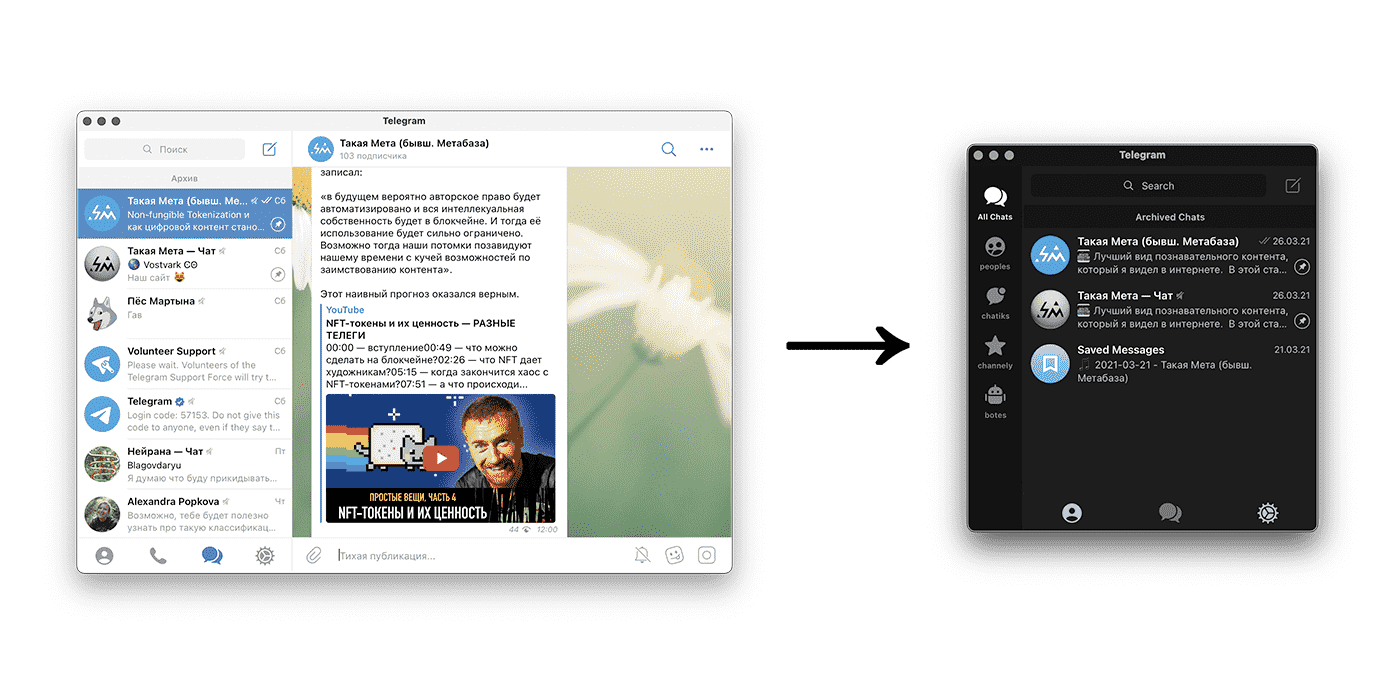 Telegram
Поиск
Архив
Такая Мета (бывш. Ме... Сб
Non-fungible Tokenization и
как цифровой контент стано...
Такая Мета — Чат Сб
Vostvark CO
Наш сайт
Пёс Мартына Сб
Гав
Volunteer Support Сб
Please wait. Volunteers of the
Telegram Support Force will try t...
Telegram Сб
Login code: 57153. Do not give this
code to anyone, even if they say t...
Нейрана — Чат Пт
Blagovdaryu
Я думаю что буду прикидывать...
Alexandra Popkova Чт
Возможно, тебе будет полезно
узнать про такую классификац...
Такая Мета (бывш. Метабаза)
103 подписчика
записал:
«в будущем вероятно авторское право будет
автоматизировано и вся интеллекуальная
собственность будет в блокчейне. И тогда её
использование будет сильно ограничено.
Возможно тогда наши потомки позавидуют
нашему времени с кучей возможностей по
заимствованию контента».
Этот наивный прогноз оказался верным.
YouTube
NFT-токены и их ценность — РАЗНЫЕ
ТЕЛЕГИ
00:00 — вступление00:49 — что можно
сделать на блокчейне?02:26 — что NFT дает
художникам?05:15 — когда закончится хаос с
NFT-токенами?07:51 — а что происходи...
ПРОСТЫЕ ВЕЩИ, ЧАСТЬ 4
NFT-ТОКЕНЫ И ИХ ЦЕННОСТЬ
44 12:00
Тихая публикация...
Telegram
All Chats
peoples
chatiks
channely
botes
Search
Archived Chats
Такая Мета (бывш. Метабаза) 26.03.21
Лучший вид познавательного контента,
который я видел в интернете. В этой ста...
Такая Мета — Чат 26.03.21
Лучший вид познавательного контента,
который я видел в интернете. В этой ста...
Saved Messages 21.03.21
2021-03-21 - Такая Мета (бывш.
Метабаза)